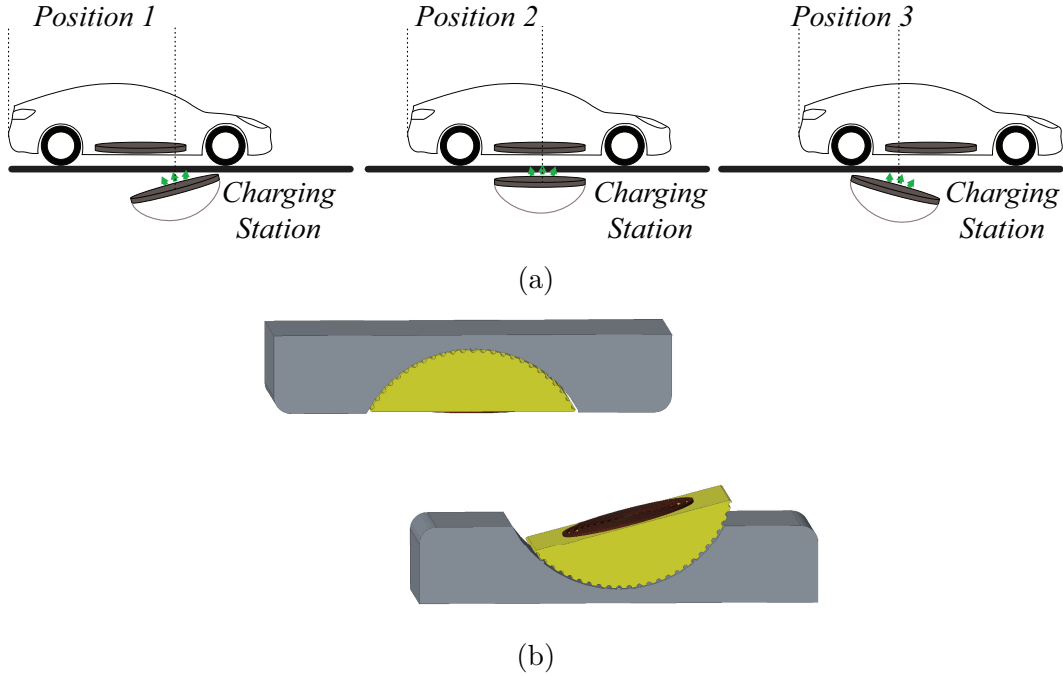 Position 1
Position 2
Position 3
Charging
Station
Charging
Station
Charging
Station
(a)
(b)